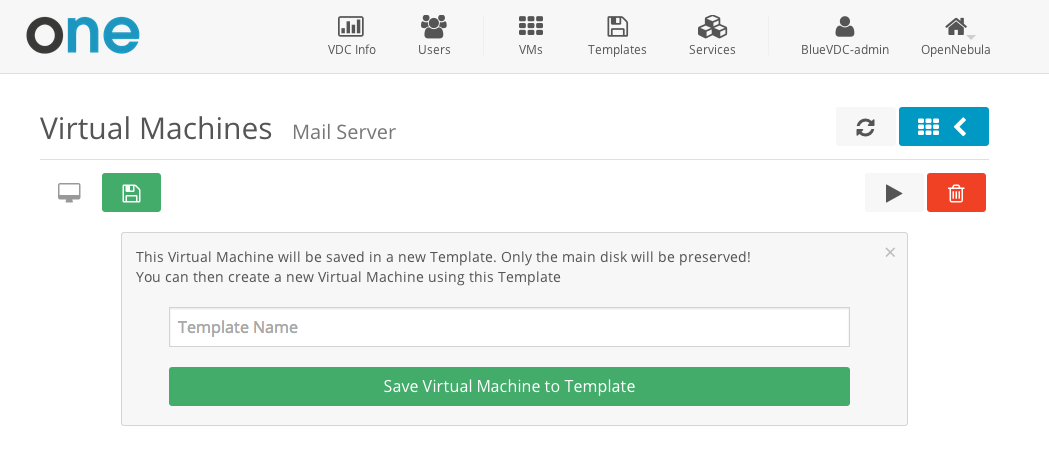 one
VDC Info
Users
VMs
Templates
Services
BlueVDC-admin
OpenNebula
Virtual Machines Mail Server
This Virtual Machine will be saved in a new Template. Only the main disk will be preserved!
You can then create a new Virtual Machine using this Template
Template Name
Save Virtual Machine to Template